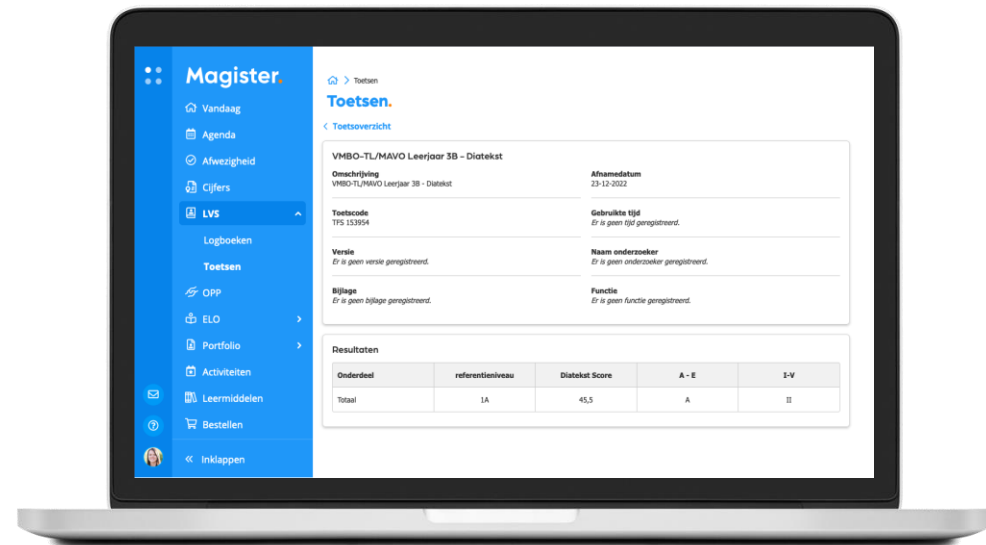 Magister.
Vandaag
Agenda
Afwezigheid
Cijfers
LVS
Logboeken
Toetsen
OPP
ELO
Portfolio
Activiteiten
Leermiddelen
Bestellen
Inklappen
Toetsen
Toetsen.
Toetsoverzicht
VMBO-TL/MAVO Leerjaar 3B - Diatekst
Omschrijving
VMBO-TL/MAVO Leerjaar 3B - Diatekst
Afnamedatum
23-12-2022
Toetscode
TFS 153954
Gebruikte tijd
Er is geen tijd geregistreerd.
Versie
Er is geen versie geregistreerd.
Naam onderzoeker
Er is geen onderzoeker geregistreerd.
Bijlage
Er is geen bijlage geregistreerd.
Functie
Er is geen functie geregistreerd.
Resultaten
Onderdeel referentieniveau Diatekst Score A - E I-V
Totaal 1A 45,5 A II